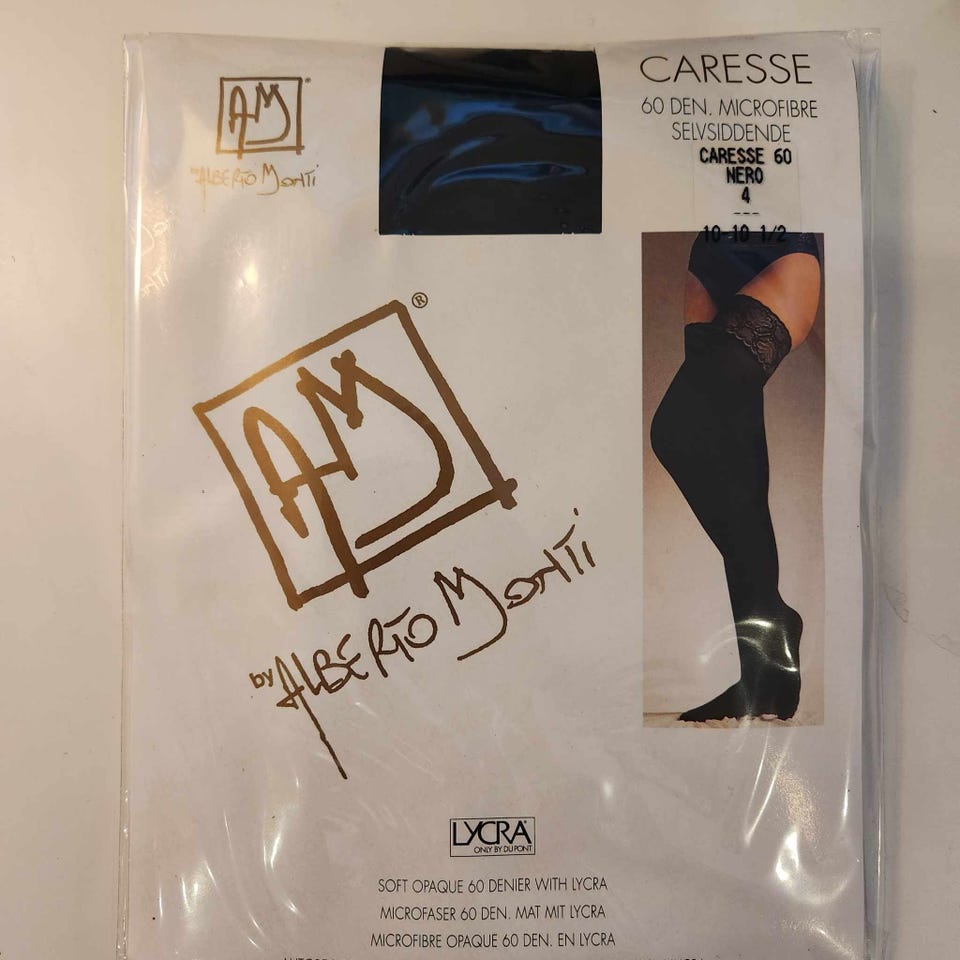 AM®
by ALBERTO MONTI
CARESSE
60 DEN. MICROFIBRE
SELVSIDDENDE
CARESSE 60
NERO
4
---
10-10 1/2
AM®
by ALBERTO MONTI
LYCRA®
ONLY BY DU PONT
SOFT OPAQUE 60 DENIER WITH LYCRA
MICROFASER 60 DEN. MAT MIT LYCRA
MICROFIBRE OPAQUE 60 DEN. EN LYCRA